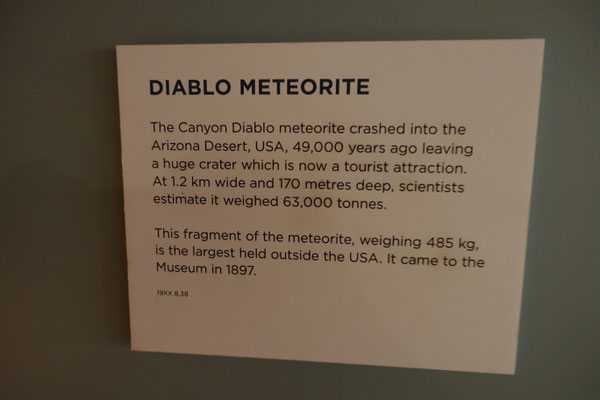 DIABLO METEORITE
The Canyon Diablo meteorite crashed into the
Arizona Desert, USA, 49,000 years ago leaving
a huge crater which is now a tourist attraction.
At 1.2 km wide and 170 metres deep, scientists
estimate it weighed 63,000 tonnes.
This fragment of the meteorite, weighing 485 kg,
is the largest held outside the USA. It came to the
Museum in 1897.
19XX.8.38